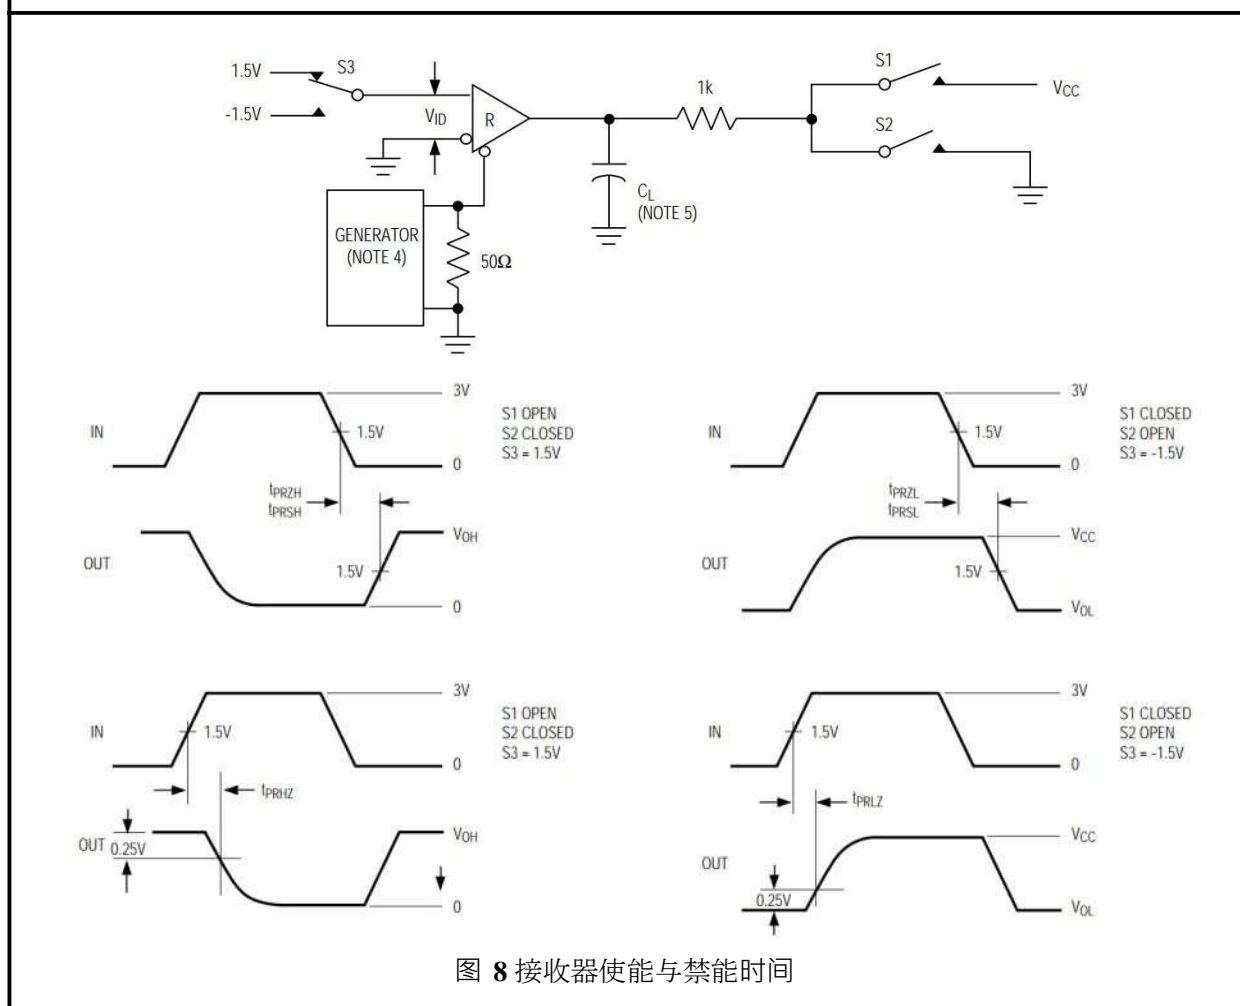 1.5V
S3
-1.5V
VID
R
GENERATOR
(NOTE 4)
50Ω
CL
(NOTE 5)
1k
S1
VCC
S2
IN
3V
1.5V
0
S1 OPEN
S2 CLOSED
S3 = 1.5V
tPRZH
tPRSH
OUT
VOH
1.5V
0
IN
3V
1.5V
0
S1 CLOSED
S2 OPEN
S3 = -1.5V
tPRZL
tPRSL
OUT
VCC
1.5V
VOL
IN
3V
1.5V
0
S1 OPEN
S2 CLOSED
S3 = 1.5V
tPRHZ
OUT
0.25V
VOH
0
IN
3V
1.5V
0
S1 CLOSED
S2 OPEN
S3 = -1.5V
tPRLZ
OUT
VCC
0.25V
VOL
图 8 接收器使能与禁能时间